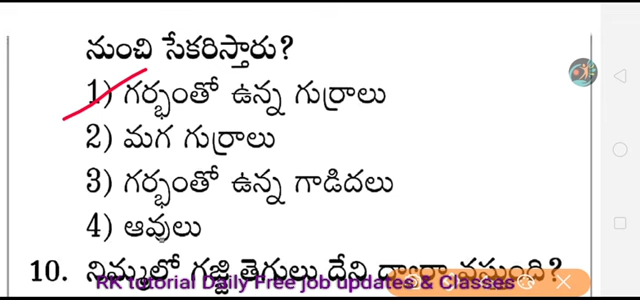 నుంచి సేకరిస్తారు?
1) గర్భంతో ఉన్న గుర్రాలు
2) మగ గుర్రాలు
3) గర్భంతో ఉన్న గాడిదలు
4) ఆవులు
10. నిమ్మలో గజ్జి తెగులు దేని ద్వారా వస్తుంది?
RK tutorial Daily Free job updates & Classes